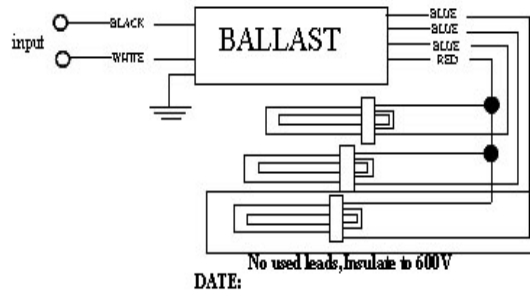 BLUE
BLUE
BLACK
input
BALLAST
BLUE
WHITE
RED
No used leads,Insulate to 600V
DATE: